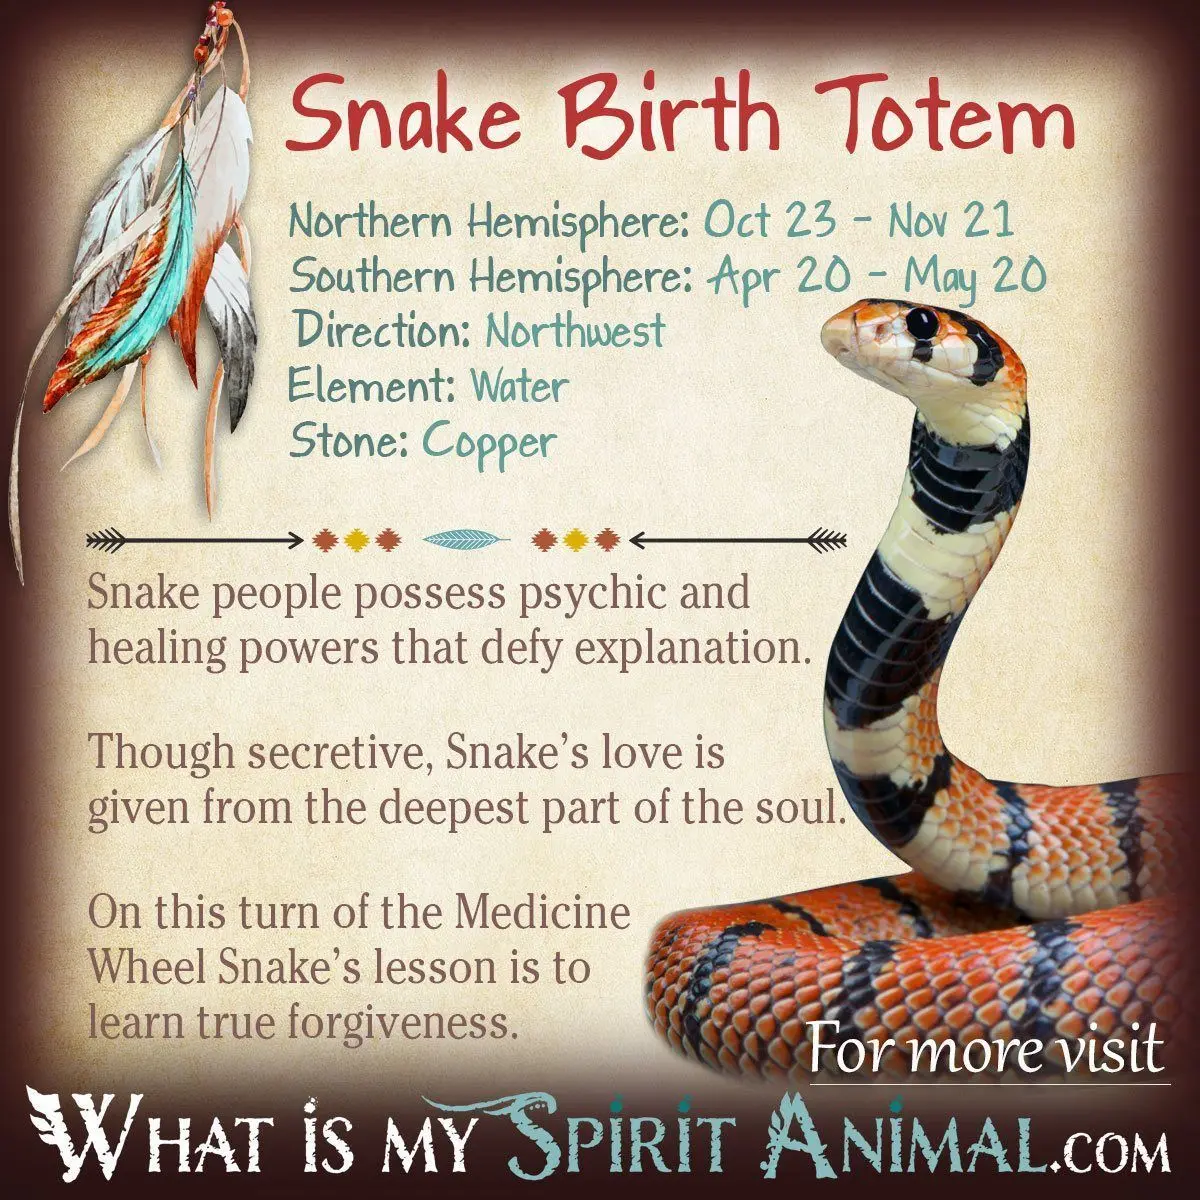 Snake Birth Totem
Northern Hemisphere: Oct 23 - Nov 21
Southern Hemisphere: Apr 20 - May 20
Direction: Northwest
Element: Water
Stone: Copper
Snake people possess psychic and
healing powers that defy explanation.
Though secretive, Snake's love is
given from the deepest part of the soul.
On this turn of the Medicine
Wheel Snake's lesson is to
learn true forgiveness.
For more visit
WHAT iS MY SPiRiT ANiMAL.COM